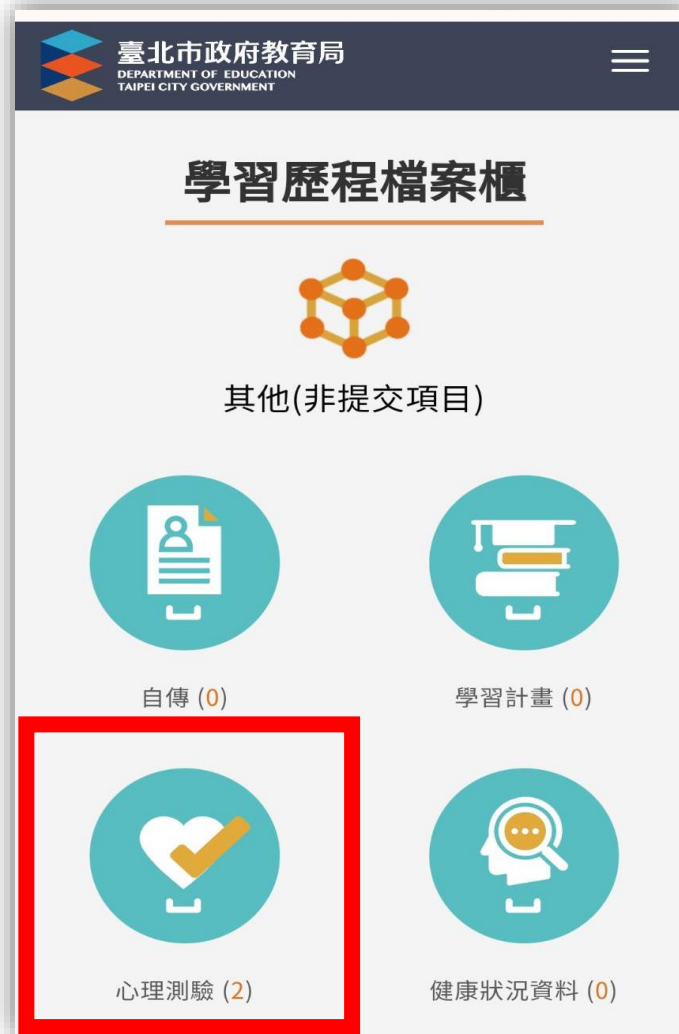 臺北市政府教育局
DEPARTMENT OF EDUCATION
TAIPEI CITY GOVERNMENT
學習歷程檔案櫃
其他(非提交項目)
自傳 (0)
學習計畫 (0)
心理測驗 (2)
健康狀況資料 (0)